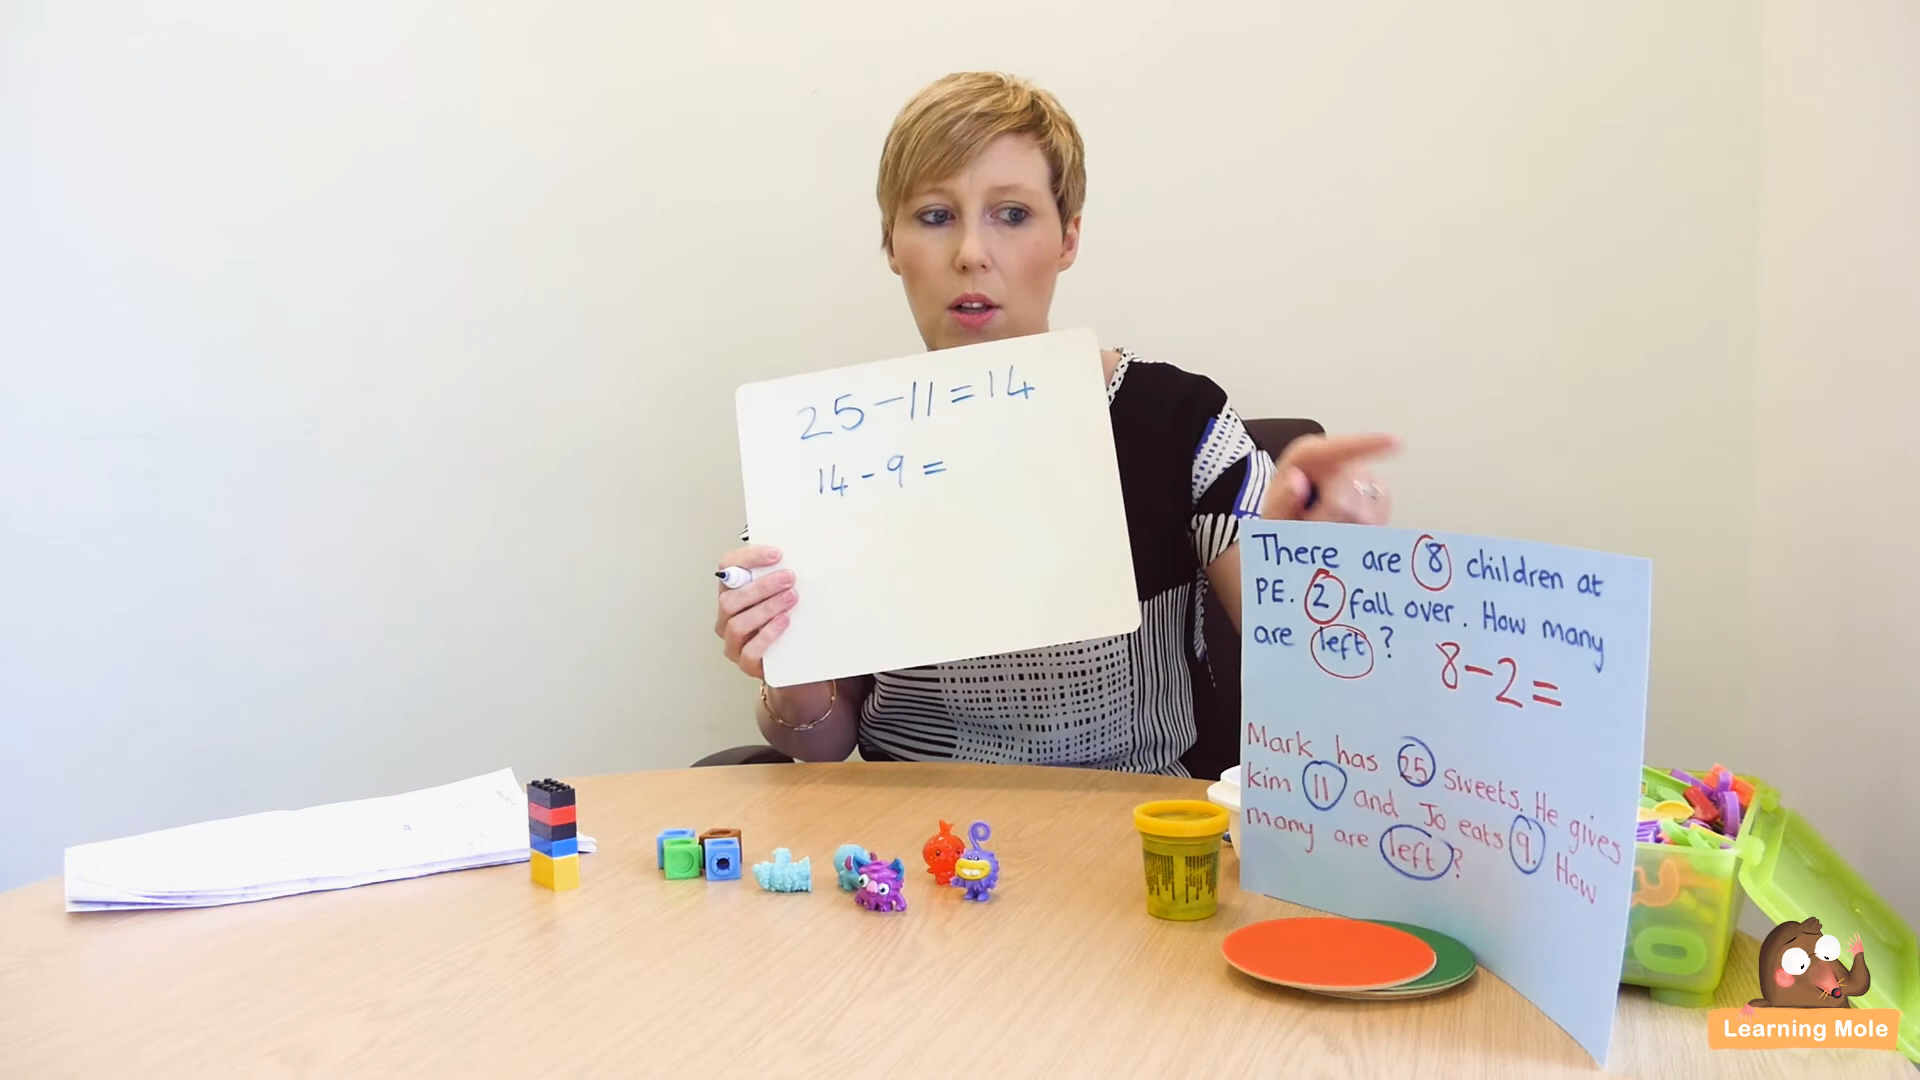 25-11=14
14-9=
There are 8 children at
PE. 2 fall over. How many
are left?
8-2=
Mark has 25 sweets. He gives
kim 11 and Jo eats 9. How
many are left?
Learning Mole